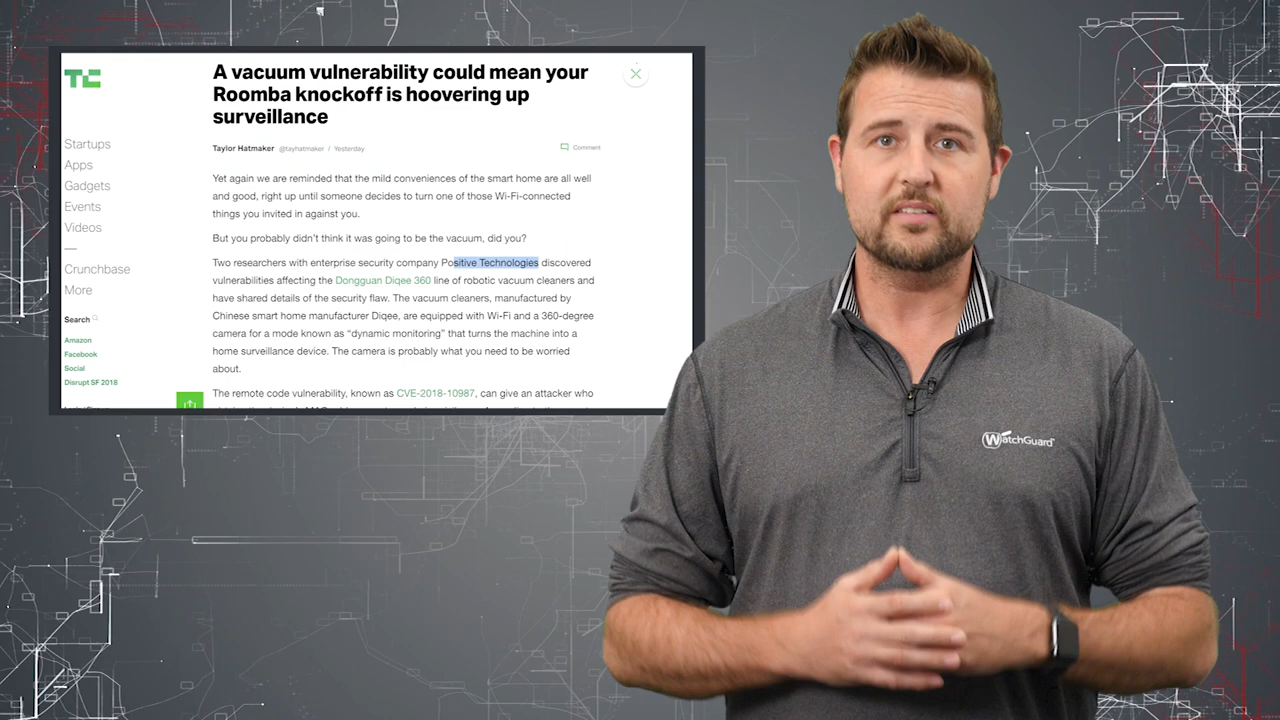 TC
A vacuum vulnerability could mean your
Roomba knockoff is hoovering up
surveillance
Taylor Hatmaker @tayhatmaker / Yesterday
Comment
Startups
Apps
Gadgets
Events
Videos
Crunchbase
More
Search
Amazon
Facebook
Social
Disrupt SF 2018
Yet again we are reminded that the mild conveniences of the smart home are all well
and good, right up until someone decides to turn one of those Wi-Fi-connected
things you invited in against you.
But you probably didn't think it was going to be the vacuum, did you?
Two researchers with enterprise security company Positive Technologies discovered
vulnerabilities affecting the Dongguan Diqee 360 line of robotic vacuum cleaners and
have shared details of the security flaw. The vacuum cleaners, manufactured by
Chinese smart home manufacturer Diqee, are equipped with Wi-Fi and a 360-degree
camera for a mode known as “dynamic monitoring” that turns the machine into a
home surveillance device. The camera is probably what you need to be worried
about.
The remote code vulnerability, known as CVE-2018-10987, can give an attacker who
WatchGuard